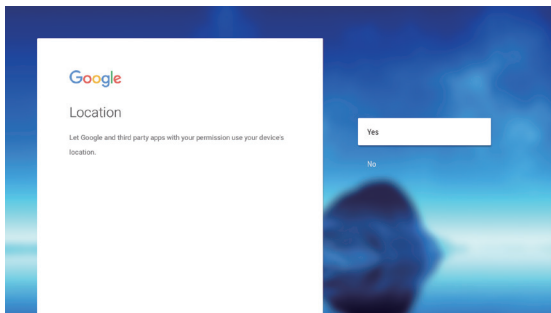 Google
Location
Let Google and third party apps with your permission use your device's
location.
Yes
No